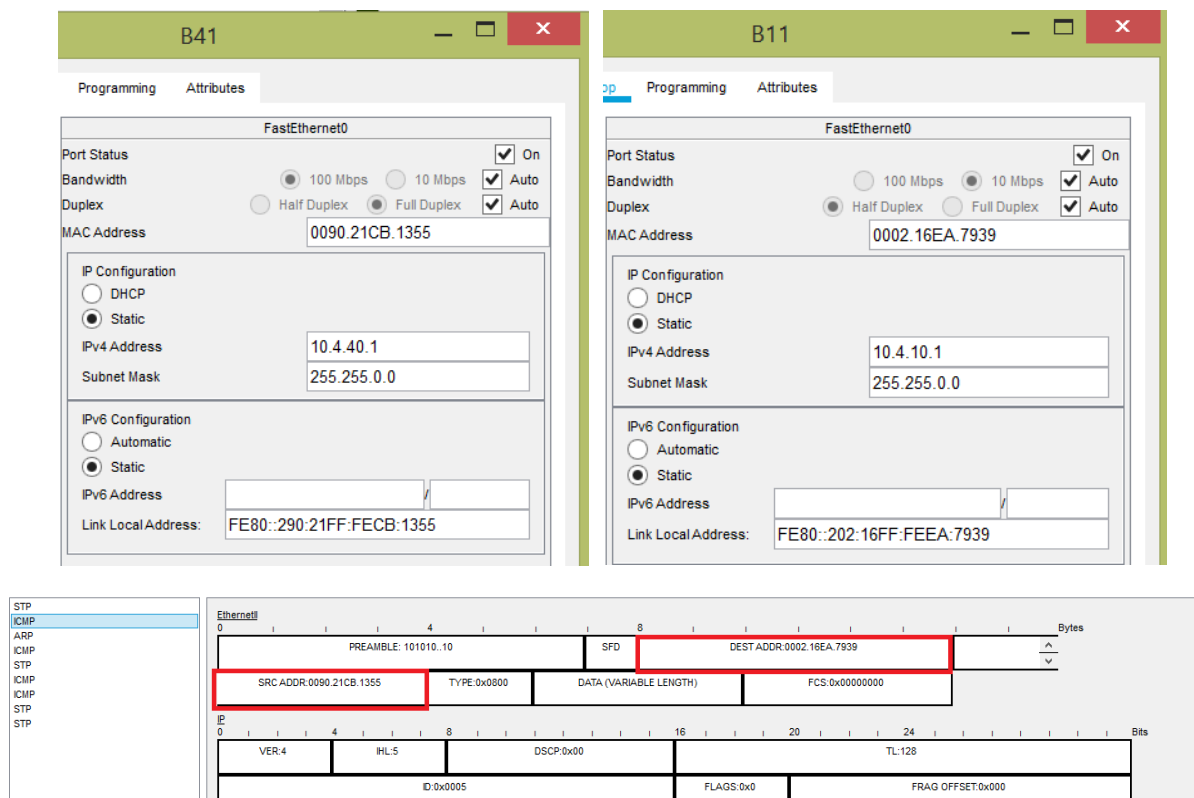 B41
Programming Attributes
FastEthernet0
Port Status On
Bandwidth 100 Mbps 10 Mbps Auto
Duplex Half Duplex Full Duplex Auto
MAC Address 0090.21CB.1355
IP Configuration
DHCP
Static
IPv4 Address 10.4.40.1
Subnet Mask 255.255.0.0
IPv6 Configuration
Automatic
Static
IPv6 Address /
Link Local Address: FE80::290:21FF:FECB:1355
B11
op Programming Attributes
FastEthernet0
Port Status On
Bandwidth 100 Mbps 10 Mbps Auto
Duplex Half Duplex Full Duplex Auto
MAC Address 0002.16EA.7939
IP Configuration
DHCP
Static
IPv4 Address 10.4.10.1
Subnet Mask 255.255.0.0
IPv6 Configuration
Automatic
Static
IPv6 Address /
Link Local Address: FE80::202:16FF:FEEA:7939
STP
ICMP
ARP
ICMP
STP
ICMP
ICMP
STP
STP
EthernetII
0 4 8 Bytes
PREAMBLE: 101010..10 SFD DEST ADDR:0002.16EA.7939
SRC ADDR:0090.21CB.1355 TYPE:0x0800 DATA (VARIABLE LENGTH) FCS:0x00000000
IP
0 4 8 16 20 24 Bits
VER:4 IHL:5 DSCP:0x00 TL:128
ID:0x0005 FLAGS:0x0 FRAG OFFSET:0x000